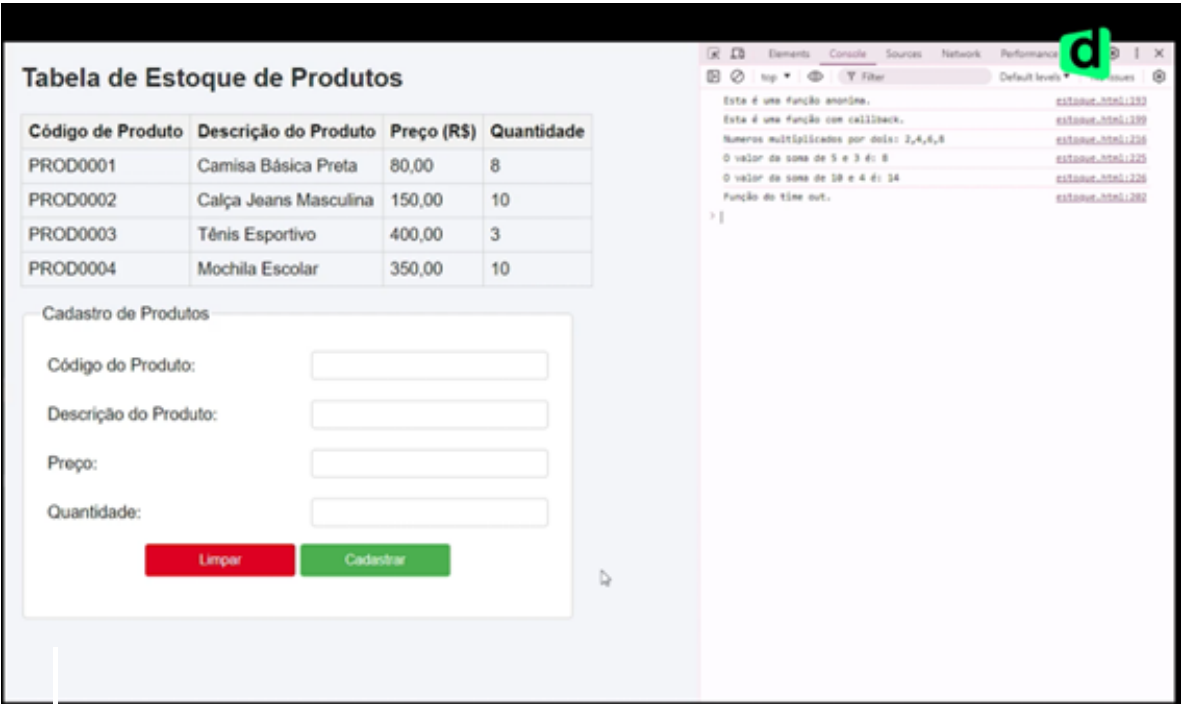 Elements Console Sources Network Performance
top Filter Default levels issues
Tabela de Estoque de Produtos
Código de Produto Descrição do Produto Preço (R$) Quantidade
PROD0001 Camisa Básica Preta 80,00 8
PROD0002 Calça Jeans Masculina 150,00 10
PROD0003 Tênis Esportivo 400,00 3
PROD0004 Mochila Escolar 350,00 10
Cadastro de Produtos
Código do Produto:
Descrição do Produto:
Preço:
Quantidade:
Limpar Cadastrar
Esta é uma função anonima. estoque.html:193
Esta é uma função com callback. estoque.html:199
Numeros multiplicados por dois: 2,4,6,8 estoque.html:216
O valor da soma de 5 e 3 é: 8 estoque.html:225
O valor da soma de 10 e 4 é: 14 estoque.html:226
Função do time out. estoque.html:202
d